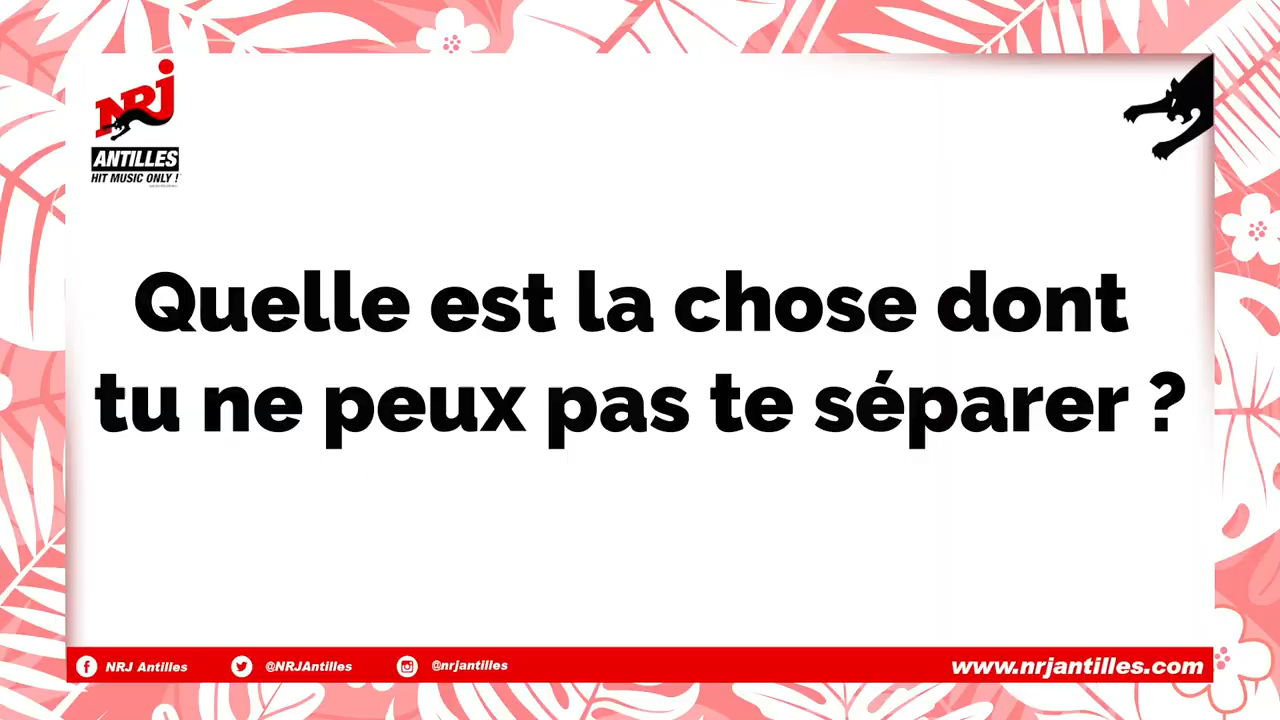 NRJ
ANTILLES
HIT MUSIC ONLY !
Quelle est la chose dont
tu ne peux pas te séparer ?
NRJ Antilles
@NRJAntilles
@nrjantilles
www.nrjantilles.com